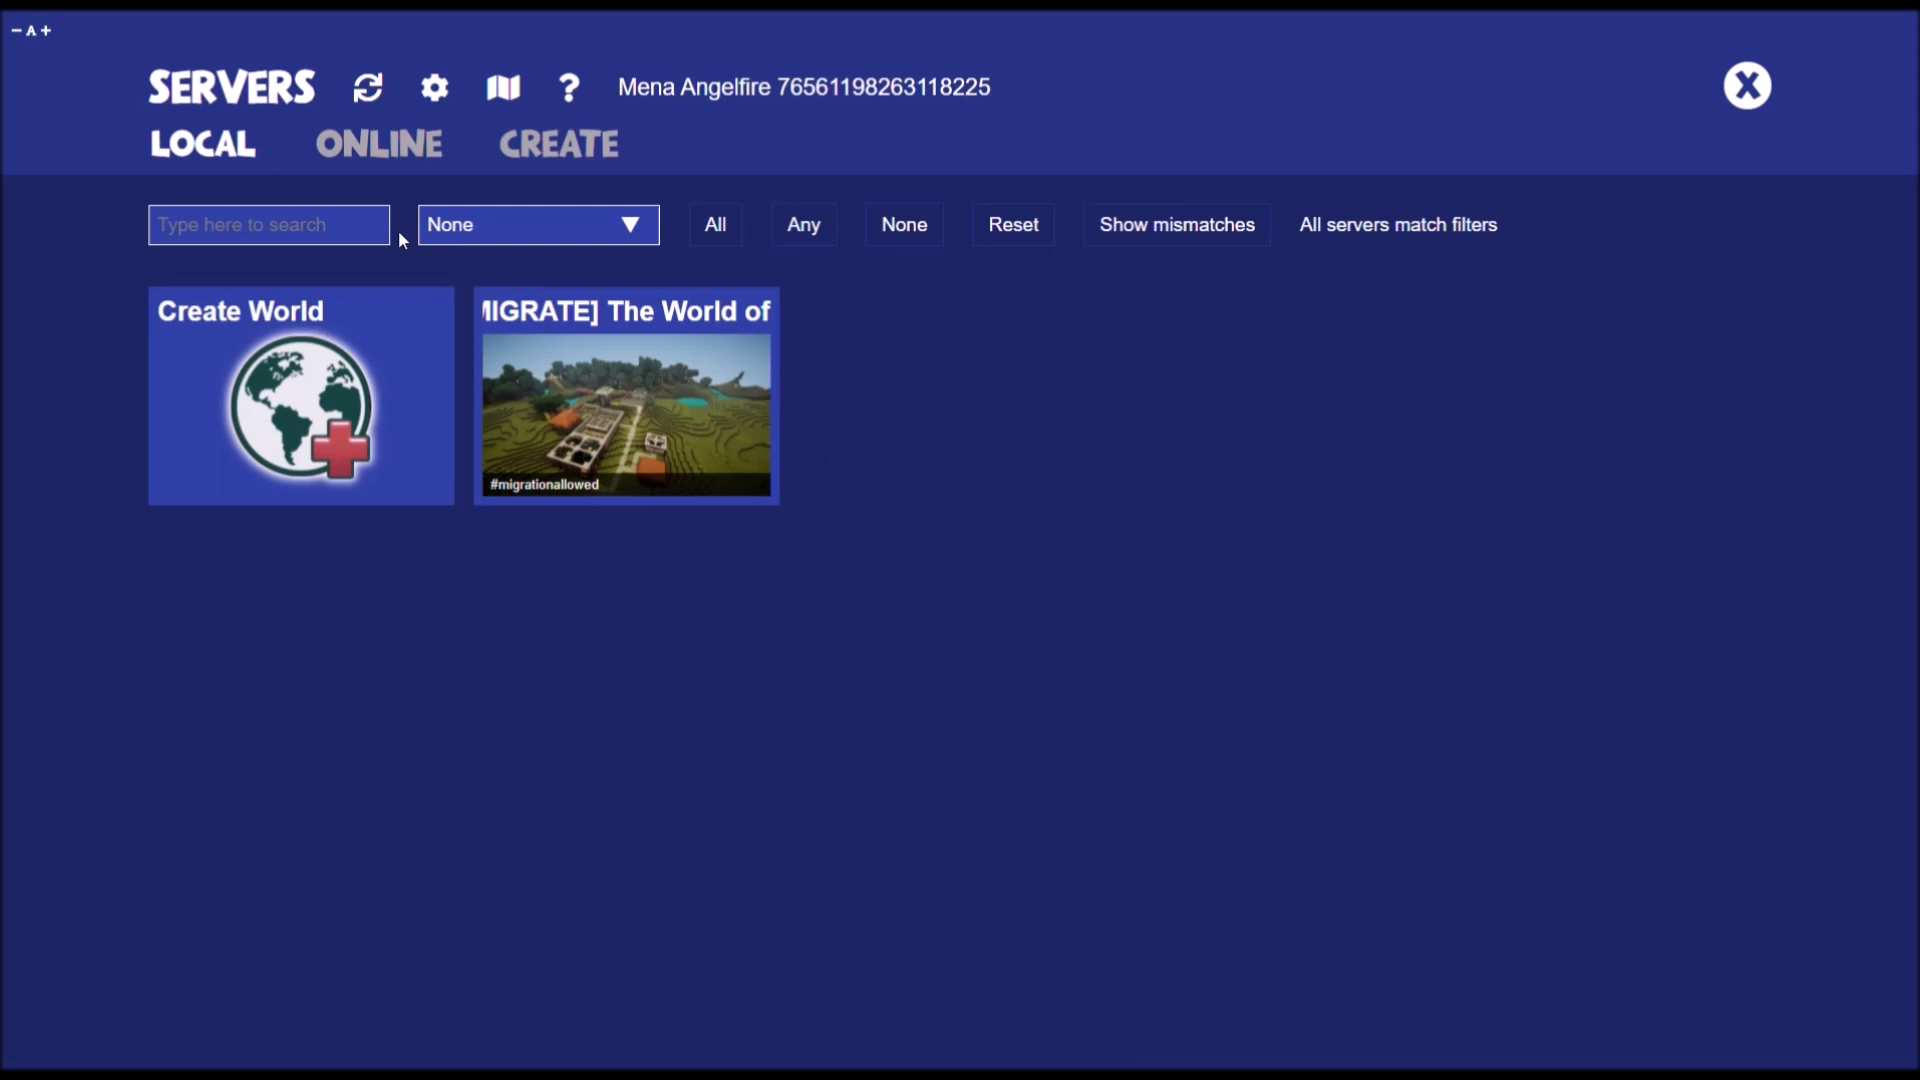 – A +
SERVERS ? Mena Angelfire 76561198263118225 X
LOCAL ONLINE CREATE
Type here to search None All Any None Reset Show mismatches All servers match filters
Create World
MIGRATE] The World of
#migrationallowed